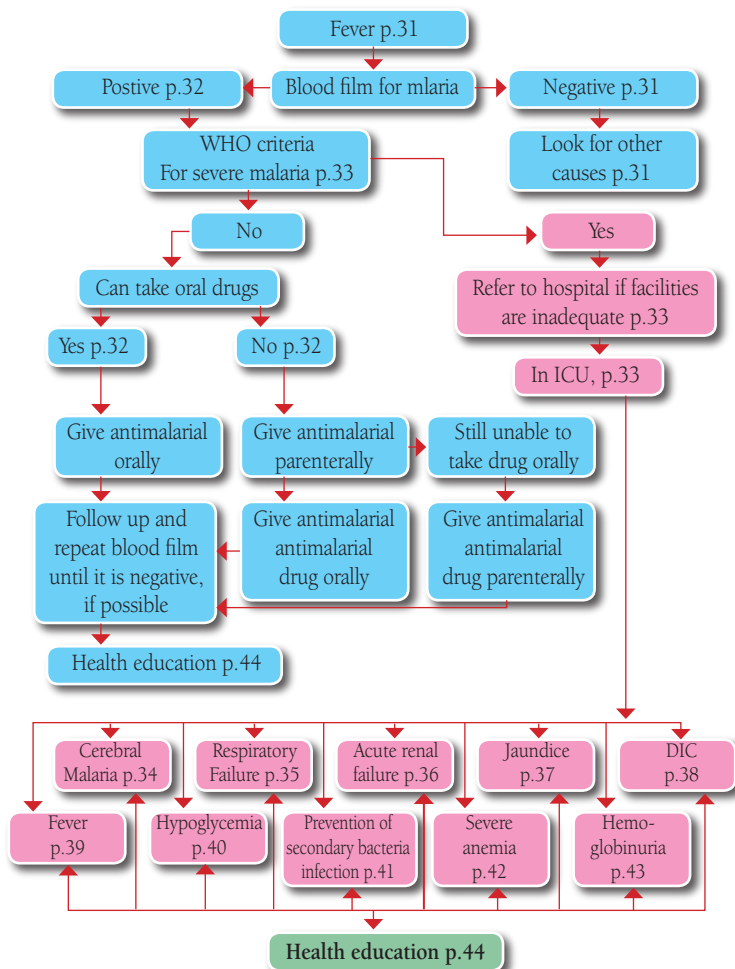 Fever p.31
Postive p.32
Blood film for mlaria
Negative p.31
WHO criteria
For severe malaria p.33
Look for other
causes p.31
No
Yes
Can take oral drugs
Refer to hospital if facilities
are inadequate p.33
Yes p.32
No p.32
In ICU, p.33
Give antimalarial
orally
Give antimalarial
parenterally
Still unable to
take drug orally
Follow up and
repeat blood film
until it is negative,
if possible
Give antimalarial
antimalarial
drug orally
Give antimalarial
antimalarial
drug parenterally
Health education p.44
Cerebral
Malaria p.34
Respiratory
Failure p.35
Acute renal
failure p.36
Jaundice
p.37
DIC
p.38
Fever
p.39
Hypoglycemia
p.40
Prevention of
secondary bacteria
infection p.41
Severe
anemia
p.42
Hemo-
globinuria
p.43
Health education p.44